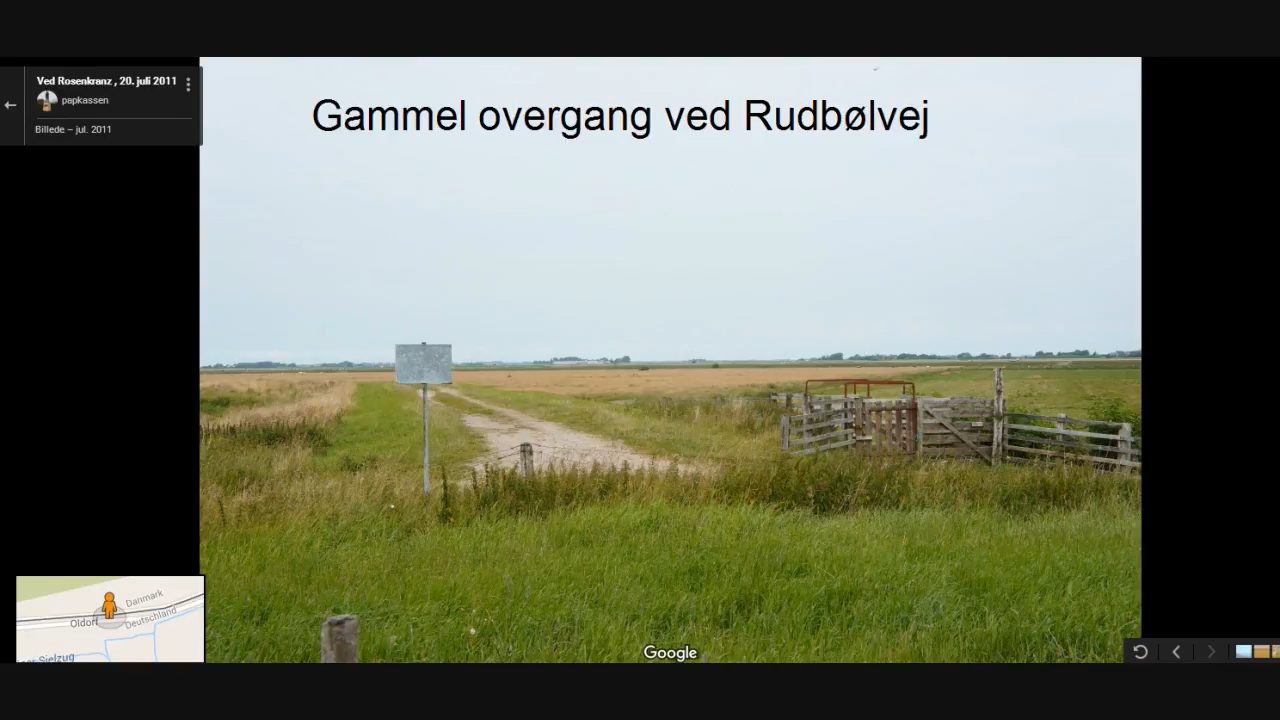 Ved Rosenkranz , 20. juli 2011
papkassen
Billede – jul. 2011
Gammel overgang ved Rudbølvej
Danmark
Oldorf
Deutschland
Sielzug
Google